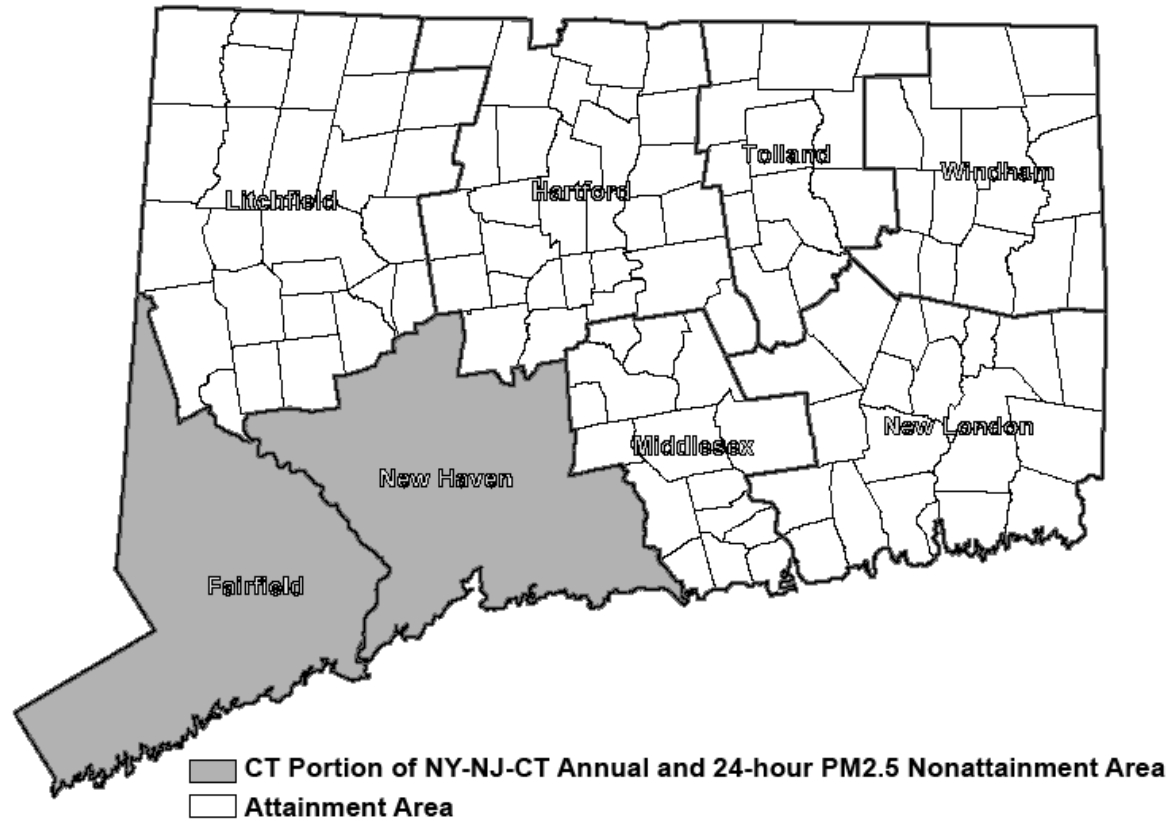 Tolland
Windham
Hartford
Litchfield
New London
Middlesex
New Haven
Fairfield
CT Portion of NY-NJ-CT Annual and 24-hour PM2.5 Nonattainment Area
Attainment Area